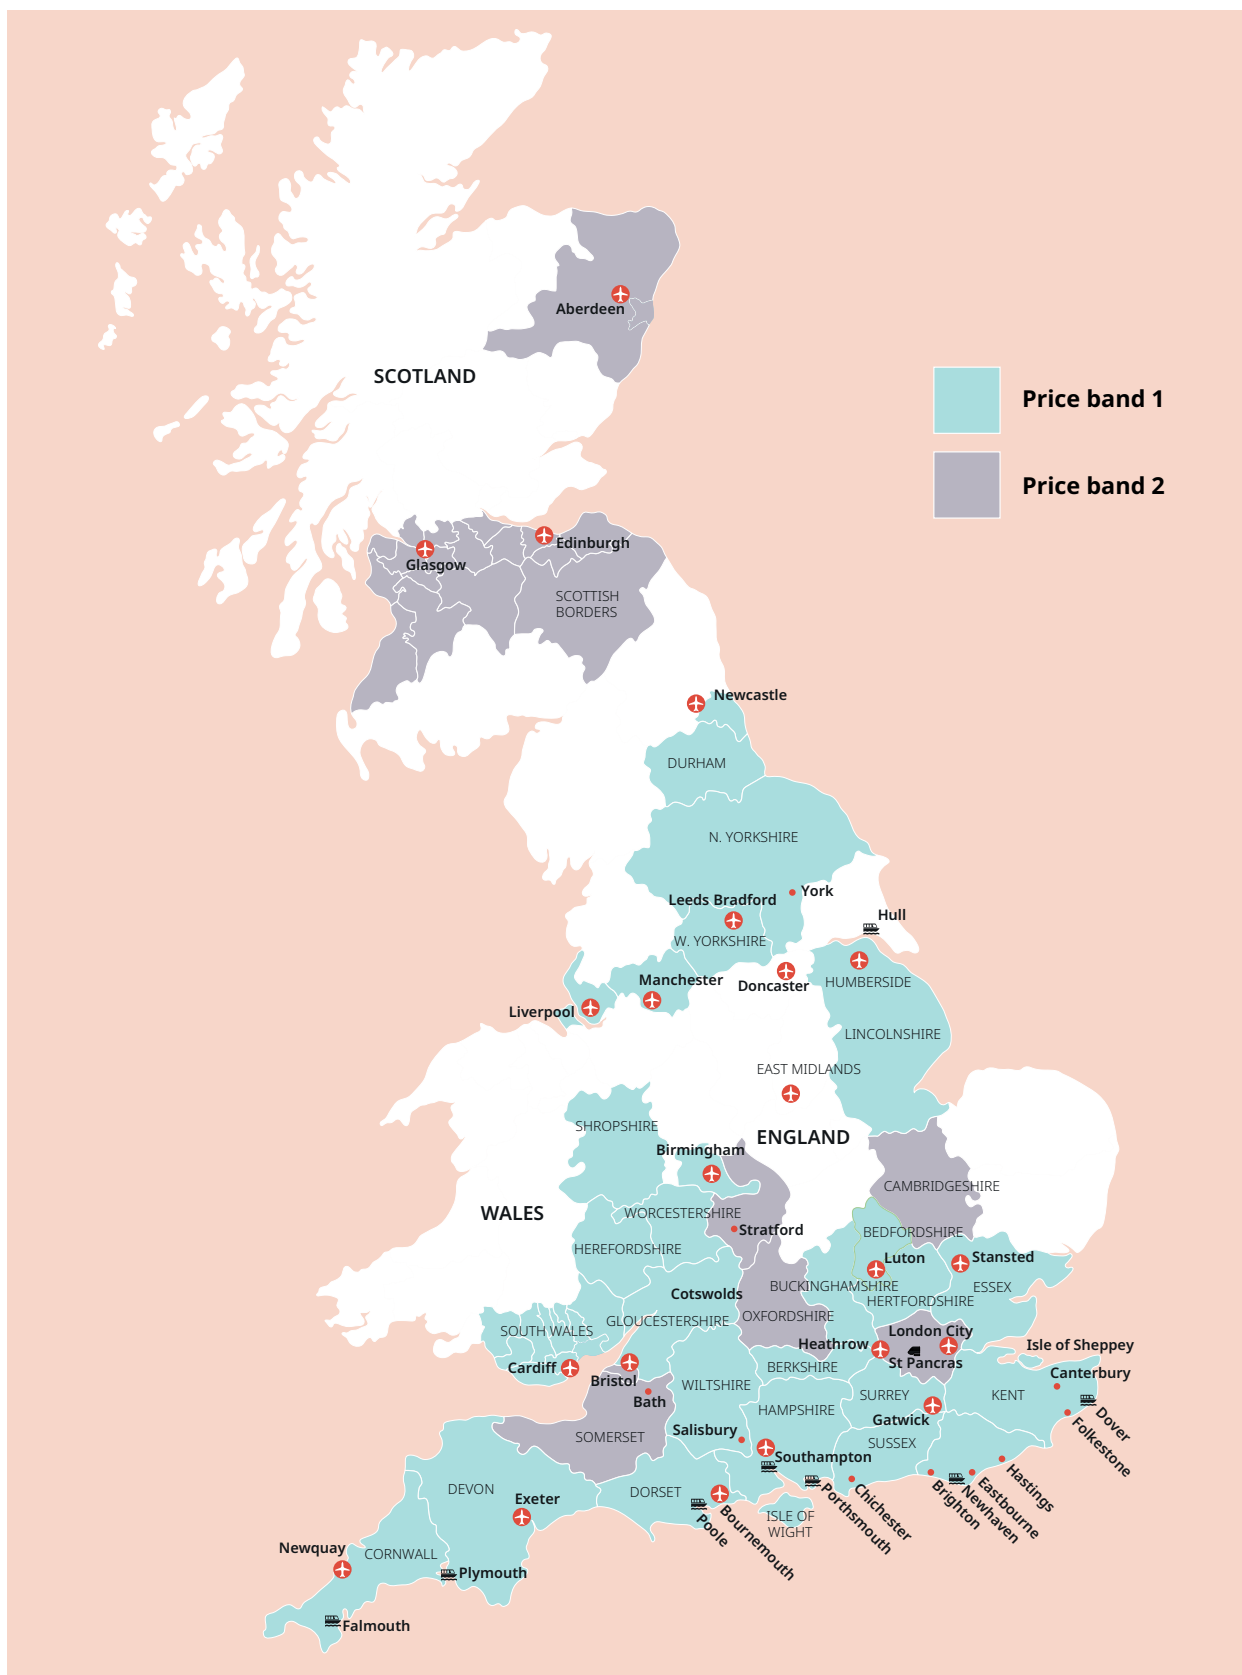 Aberdeen
SCOTLAND
Price band 1
Price band 2
Edinburgh
Glasgow
SCOTTISH
BORDERS
Newcastle
DURHAM
N. YORKSHIRE
York
Leeds Bradford
Hull
W. YORKSHIRE
Manchester
Doncaster
HUMBERSIDE
Liverpool
LINCOLNSHIRE
EAST MIDLANDS
SHROPSHIRE
ENGLAND
Birmingham
CAMBRIDGESHIRE
WALES
WORCESTERSHIRE
Stratford
BEDFORDSHIRE
HEREFORDSHIRE
Luton
Stansted
BUCKINGHAMSHIRE
ESSEX
Cotswolds
HERTFORDSHIRE
OXFORDSHIRE
GLOUCESTERSHIRE
SOUTH WALES
London City
Heathrow
Isle of Sheppey
St Pancras
Cardiff
BERKSHIRE
Canterbury
Bristol
WILTSHIRE
SURREY
KENT
Bath
HAMPSHIRE
Gatwick
Dover
Folkestone
Salisbury
SOMERSET
SUSSEX
Southampton
Hastings
Eastbourne
Newhaven
Brighton
Chichester
Porthsmouth
DEVON
DORSET
Exeter
Poole
Bournemouth
ISLE OF
WIGHT
Newquay
CORNWALL
Plymouth
Falmouth